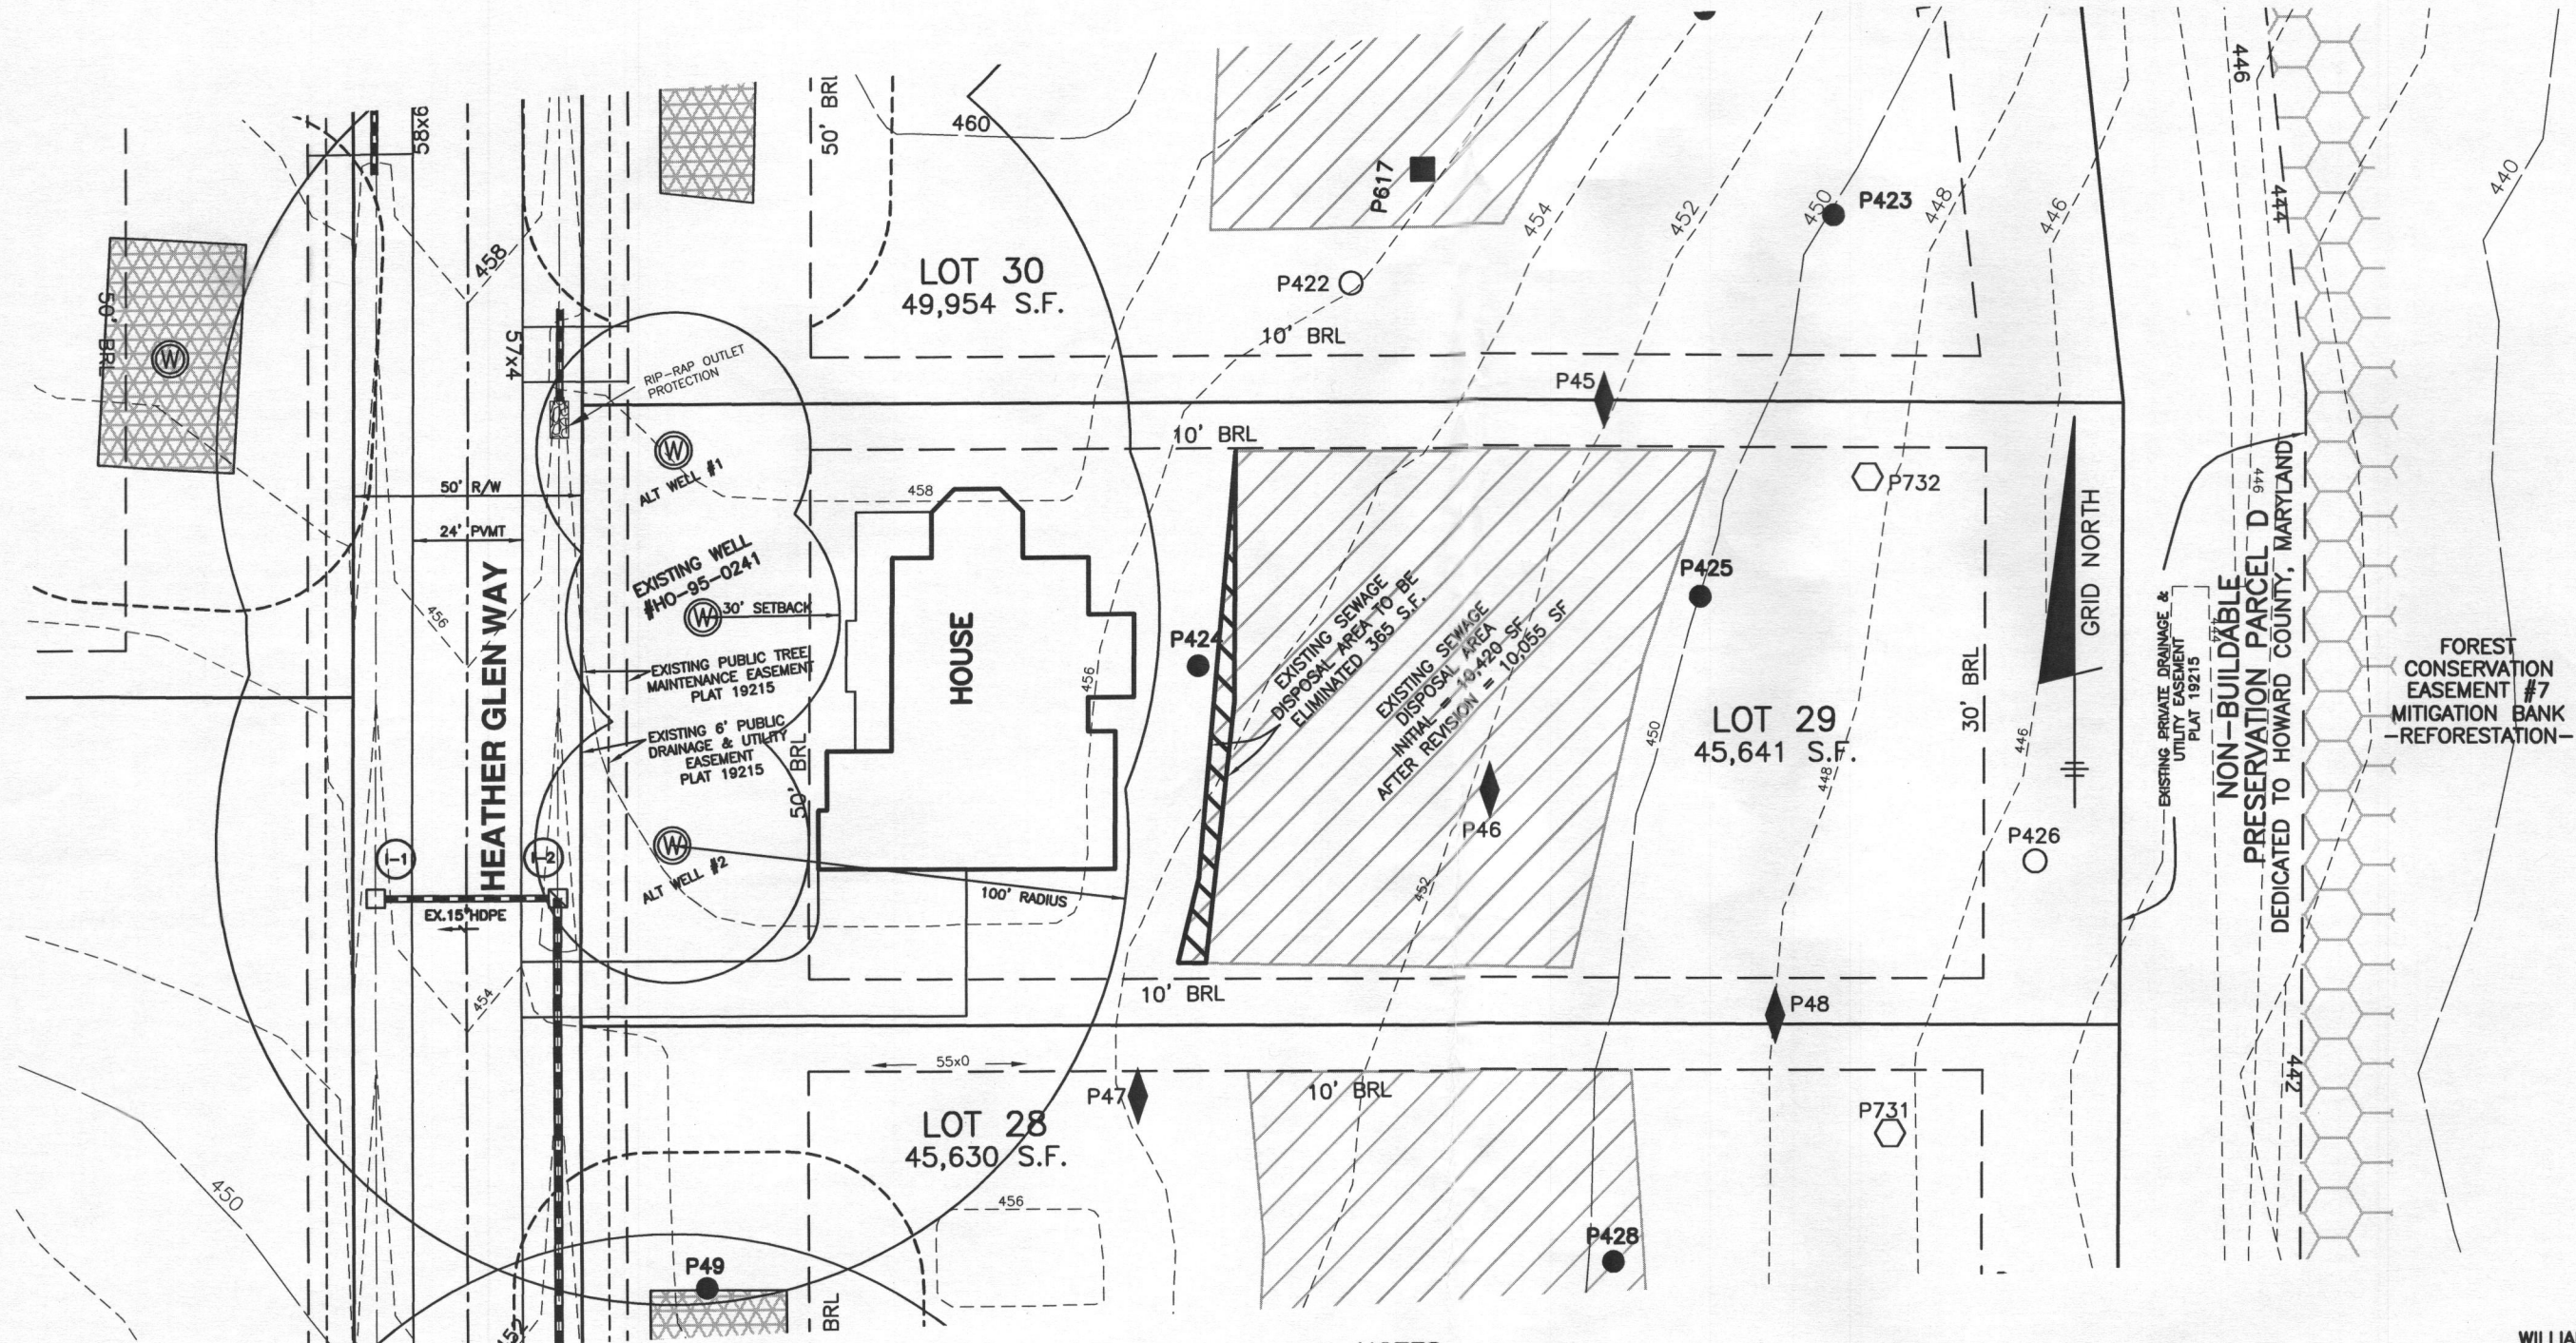 58x6
50' BRL
460
446
458
P617
454
452
450
P423
448
446
444
440
LOT 30
49,954 S.F.
P422
10' BRL
50' BRL
W
57x4
RIP-RAP OUTLET
PROTECTION
P45
10' BRL
W
ALT WELL #1
50' R/W
24' PVMT
458
P732
GRID NORTH
446
EXISTING WELL
#HO-95-0241
W
30' SETBACK
HEATHER GLEN WAY
456
HOUSE
456
P424
EXISTING SEWAGE
DISPOSAL AREA TO BE
ELIMINATED 365 S.F.
EXISTING SEWAGE
DISPOSAL AREA
INITIAL = 10,420 SF
AFTER REVISION = 10,055 SF
P425
450
LOT 29
45,641 S.F.
448
30' BRL
446
EXISTING PRIVATE DRAINAGE &
UTILITY EASEMENT
PLAT 19215
444
NON-BUILDABLE
PRESERVATION PARCEL D
DEDICATED TO HOWARD COUNTY, MARYLAND
FOREST
CONSERVATION
EASEMENT #7
MITIGATION BANK
-REFORESTATION-
EXISTING PUBLIC TREE
MAINTENANCE EASEMENT
PLAT 19215
EXISTING 6' PUBLIC
DRAINAGE & UTILITY
EASEMENT
PLAT 19215
50' BRL
P46
452
P426
I-1
I-2
W
ALT WELL #2
100' RADIUS
EX.15"HDPE
454
10' BRL
P48
55x0
P47
10' BRL
442
LOT 28
45,630 S.F.
P731
450
456
P49
P428
BRL
452